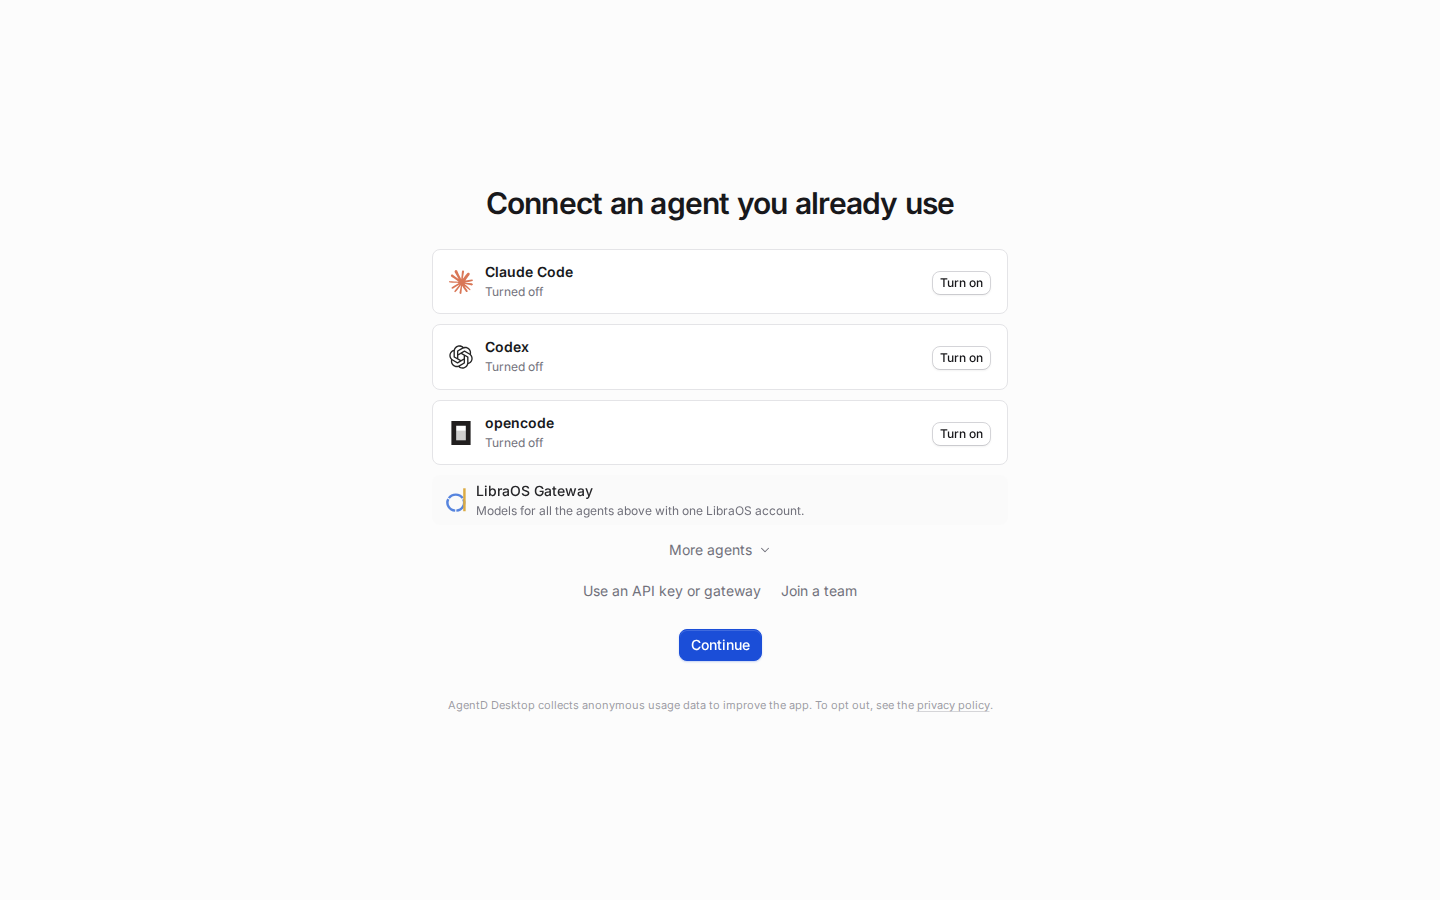 Connect an agent you already use
Claude Code
Turned off
Turn on
Codex
Turned off
Turn on
opencode
Turned off
Turn on
LibraOS Gateway
Models for all the agents above with one LibraOS account.
More agents
Use an API key or gateway
Join a team
Continue
AgentD Desktop collects anonymous usage data to improve the app. To opt out, see the privacy policy.